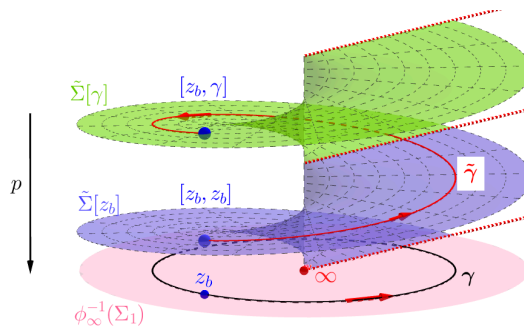 Σ̃[γ]
[z_b, γ]
p
γ̃
Σ̃[z_b]
[z_b, z_b]
z_b
∞
γ
ϕ_∞^{-1}(Σ_1)